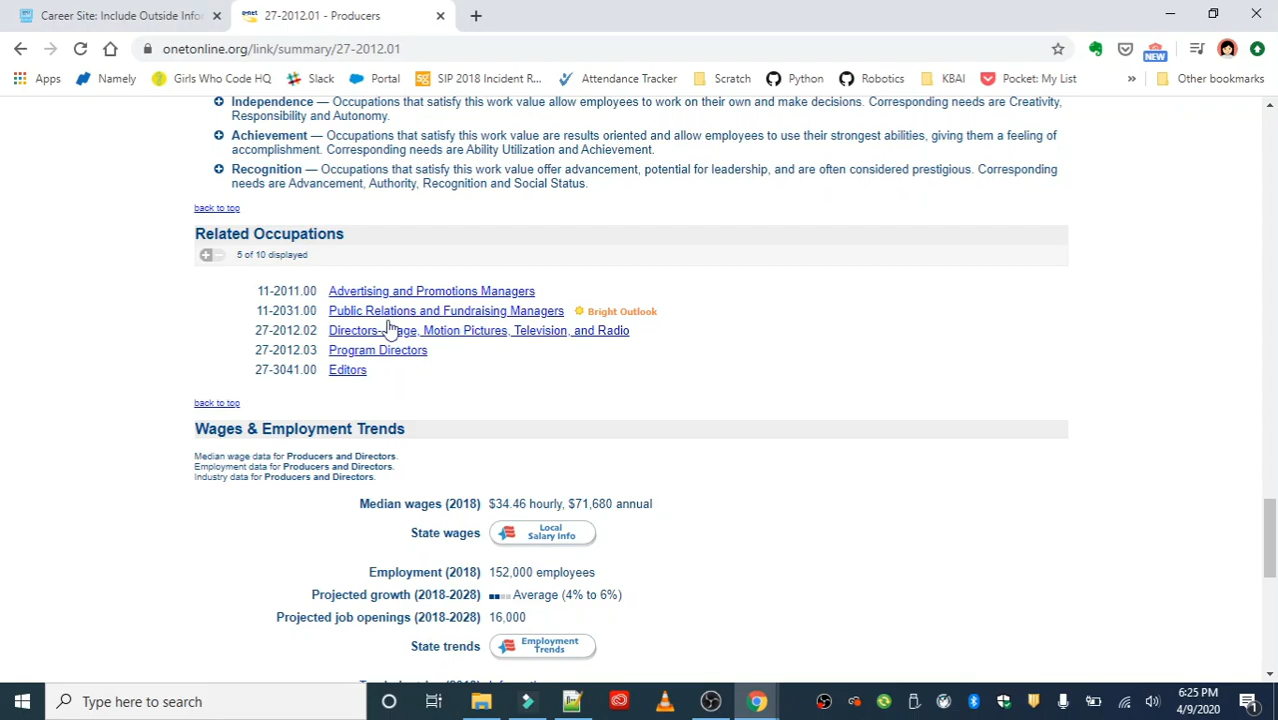 Career Site: Include Outside Info
27-2012.01 - Producers
onetonline.org/link/summary/27-2012.01
NEW
Apps
Namely
Girls Who Code HQ
Slack
Portal
SIP 2018 Incident R...
Attendance Tracker
Scratch
Python
Robotics
KBAI
Pocket: My List
»
Other bookmarks
Independence — Occupations that satisfy this work value allow employees to work on their own and make decisions. Corresponding needs are Creativity,
Responsibility and Autonomy.
Achievement — Occupations that satisfy this work value are results oriented and allow employees to use their strongest abilities, giving them a feeling of
accomplishment. Corresponding needs are Ability Utilization and Achievement.
Recognition — Occupations that satisfy this work value offer advancement, potential for leadership, and are often considered prestigious. Corresponding
needs are Advancement, Authority, Recognition and Social Status.
back to top
Related Occupations
5 of 10 displayed
11-2011.00 Advertising and Promotions Managers
11-2031.00 Public Relations and Fundraising Managers Bright Outlook
27-2012.02 Directors- age, Motion Pictures, Television, and Radio
27-2012.03 Program Directors
27-3041.00 Editors
back to top
Wages & Employment Trends
Median wage data for Producers and Directors.
Employment data for Producers and Directors.
Industry data for Producers and Directors.
Median wages (2018) $34.46 hourly, $71,680 annual
State wages Local Salary Info
Employment (2018) 152,000 employees
Projected growth (2018-2028) Average (4% to 6%)
Projected job openings (2018-2028) 16,000
State trends Employment Trends
Type here to search
6:25 PM
4/9/2020